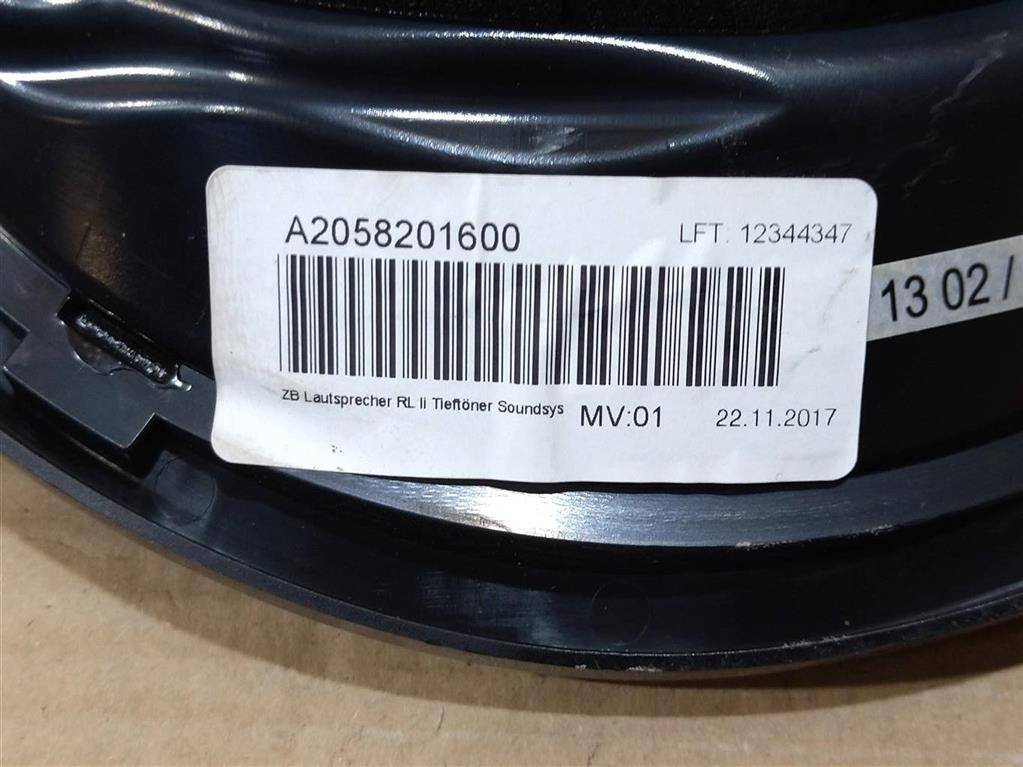 A2058201600
LFT: 12344347
ZB Lautsprecher RL li Tieftöner Soundsys
MV:01
22.11.2017
13 02 /